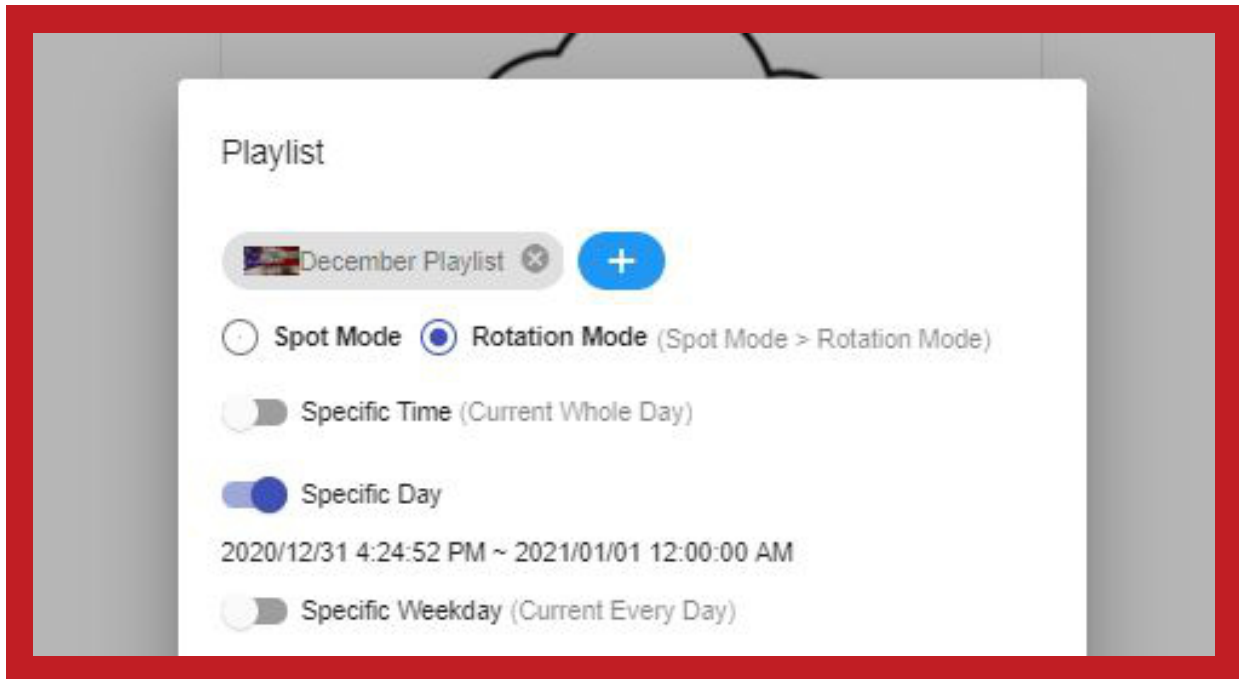 Playlist
December Playlist
Spot Mode Rotation Mode (Spot Mode > Rotation Mode)
Specific Time (Current Whole Day)
Specific Day
2020/12/31 4:24:52 PM ~ 2021/01/01 12:00:00 AM
Specific Weekday (Current Every Day)